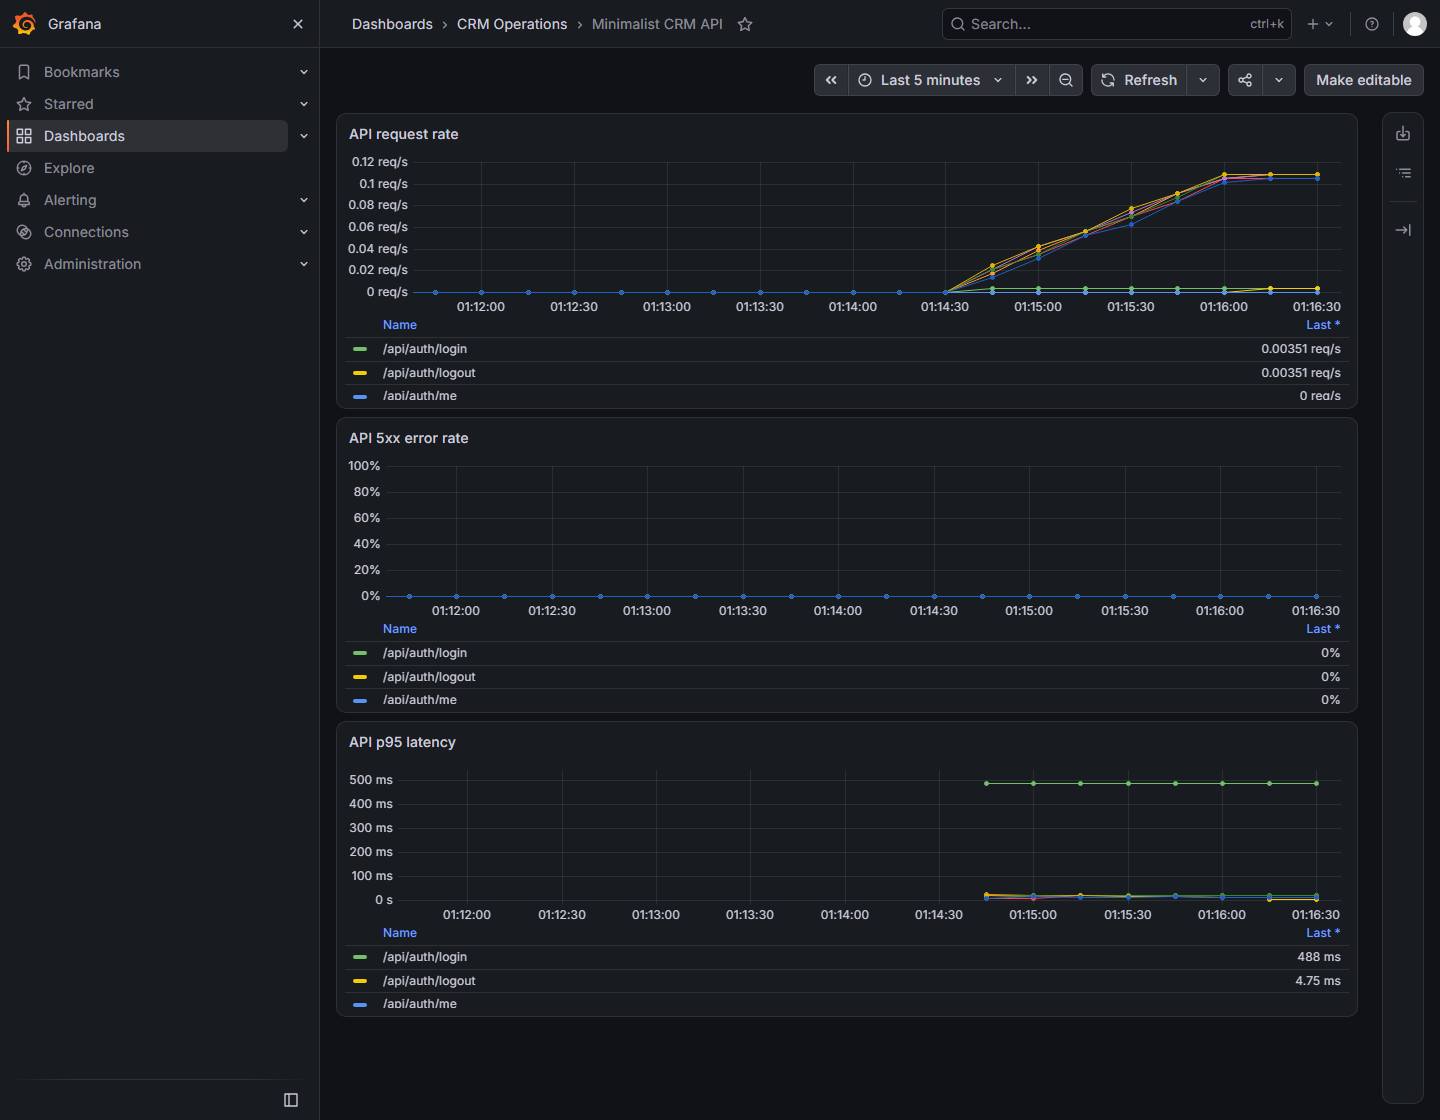 Grafana
Dashboards › CRM Operations › Minimalist CRM API
Search...
ctrl+k
Bookmarks
Starred
Dashboards
Explore
Alerting
Connections
Administration
Last 5 minutes
Refresh
Make editable
API request rate
0.12 req/s
0.1 req/s
0.08 req/s
0.06 req/s
0.04 req/s
0.02 req/s
0 req/s
01:12:00 01:12:30 01:13:00 01:13:30 01:14:00 01:14:30 01:15:00 01:15:30 01:16:00 01:16:30
Name Last *
/api/auth/login 0.00351 req/s
/api/auth/logout 0.00351 req/s
/api/auth/me 0 req/s
API 5xx error rate
100%
80%
60%
40%
20%
0%
01:12:00 01:12:30 01:13:00 01:13:30 01:14:00 01:14:30 01:15:00 01:15:30 01:16:00 01:16:30
Name Last *
/api/auth/login 0%
/api/auth/logout 0%
/api/auth/me 0%
API p95 latency
500 ms
400 ms
300 ms
200 ms
100 ms
0 s
01:12:00 01:12:30 01:13:00 01:13:30 01:14:00 01:14:30 01:15:00 01:15:30 01:16:00 01:16:30
Name Last *
/api/auth/login 488 ms
/api/auth/logout 4.75 ms
/api/auth/me